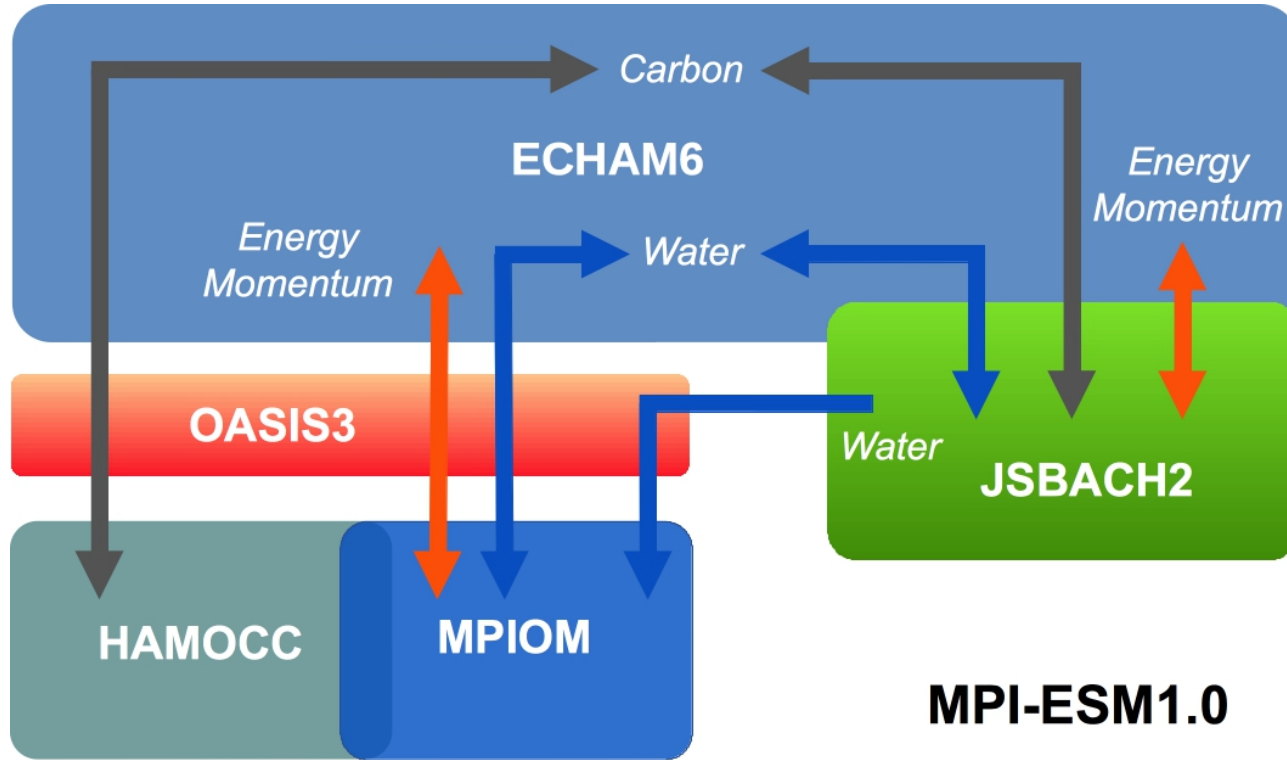 Carbon
ECHAM6
Energy
Momentum
Energy
Momentum
Water
OASIS3
Water
JSBACH2
HAMOCC
MPIOM
MPI-ESM1.0